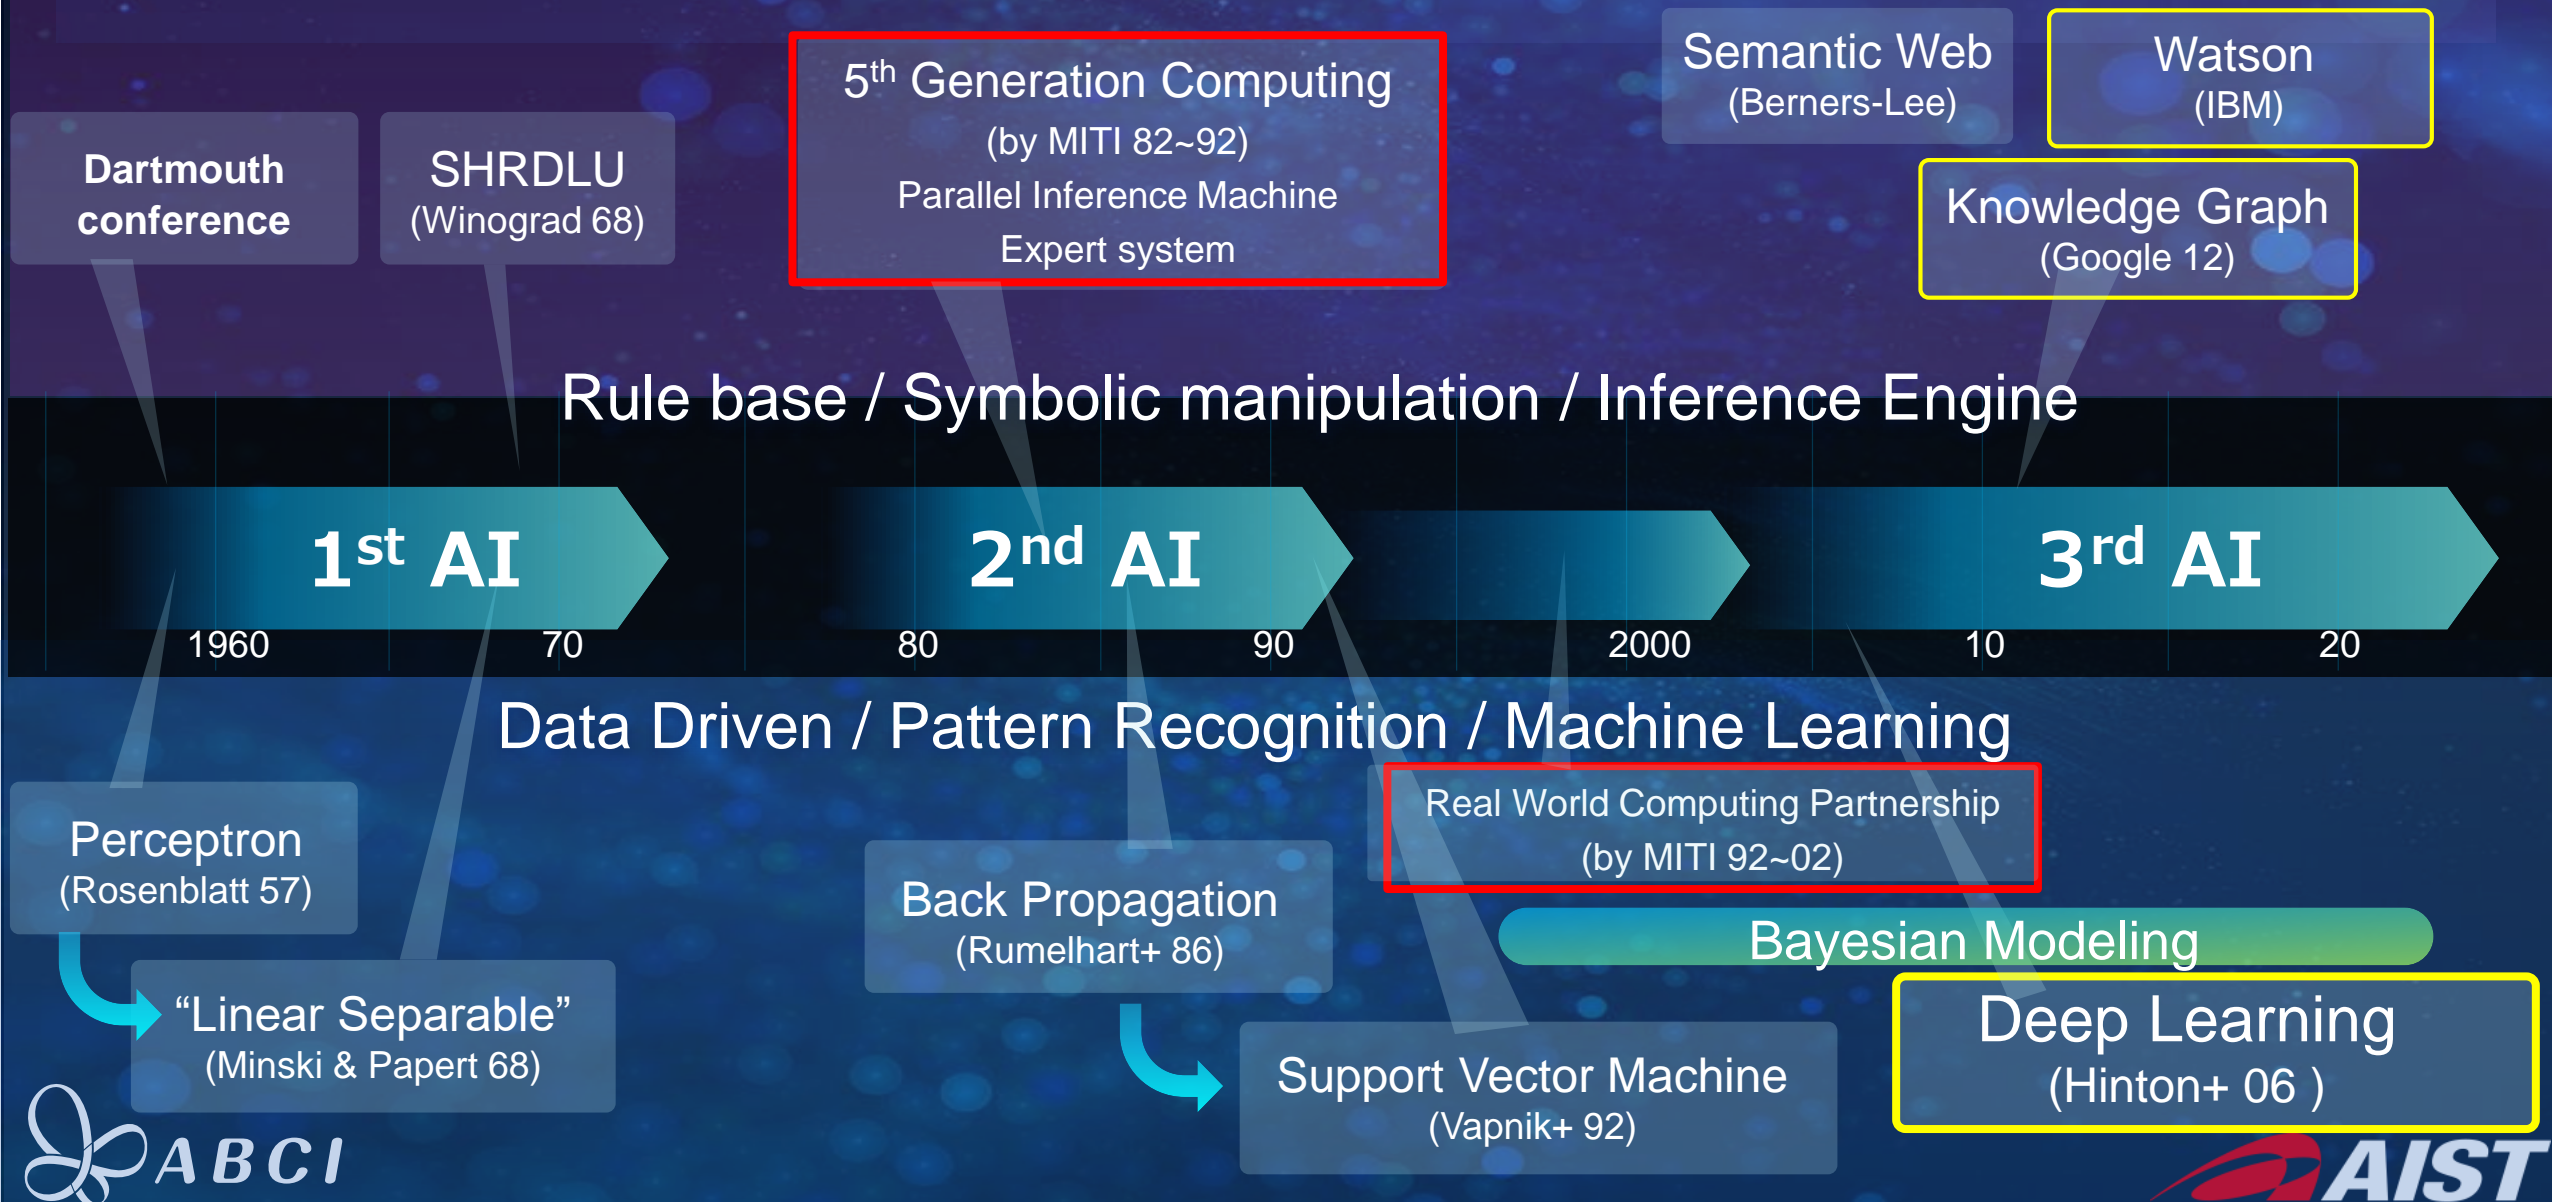 5th Generation Computing
(by MITI 82~92)
Parallel Inference Machine
Expert system
Semantic Web
(Berners-Lee)
Watson
(IBM)
Dartmouth
conference
SHRDLU
(Winograd 68)
Knowledge Graph
(Google 12)
Rule base / Symbolic manipulation / Inference Engine
1st AI
2nd AI
3rd AI
1960
70
80
90
2000
10
20
Data Driven / Pattern Recognition / Machine Learning
Perceptron
(Rosenblatt 57)
“Linear Separable”
(Minski & Papert 68)
Back Propagation
(Rumelhart+ 86)
Real World Computing Partnership
(by MITI 92~02)
Bayesian Modeling
Support Vector Machine
(Vapnik+ 92)
Deep Learning
(Hinton+ 06 )
ABCI
AIST